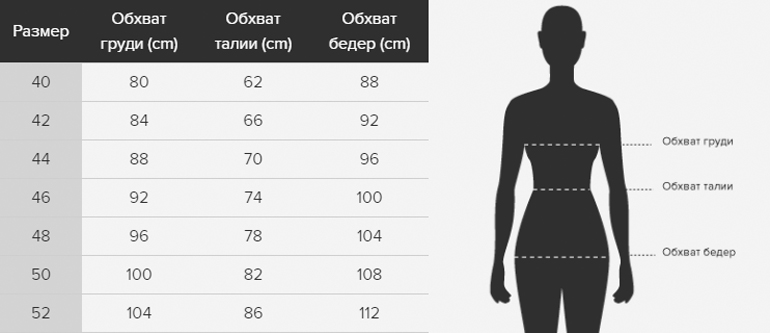 Размер Обхват груди (cm) Обхват талии (cm) Обхват бедер (cm)
40 80 62 88
42 84 66 92
44 88 70 96
46 92 74 100
48 96 78 104
50 100 82 108
52 104 86 112
Обхват груди
Обхват талии
Обхват бедер